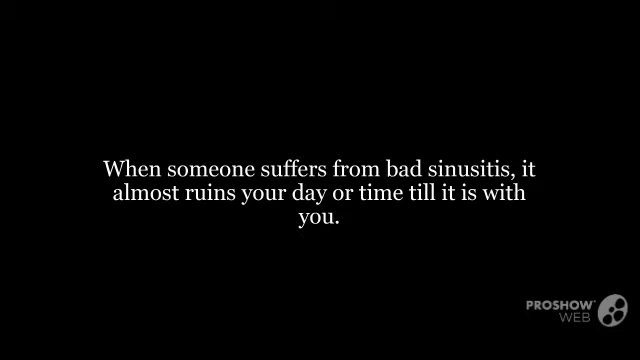 When someone suffers from bad sinusitis, it
almost ruins your day or time till it is with
you.
PROSHOW™
WEB